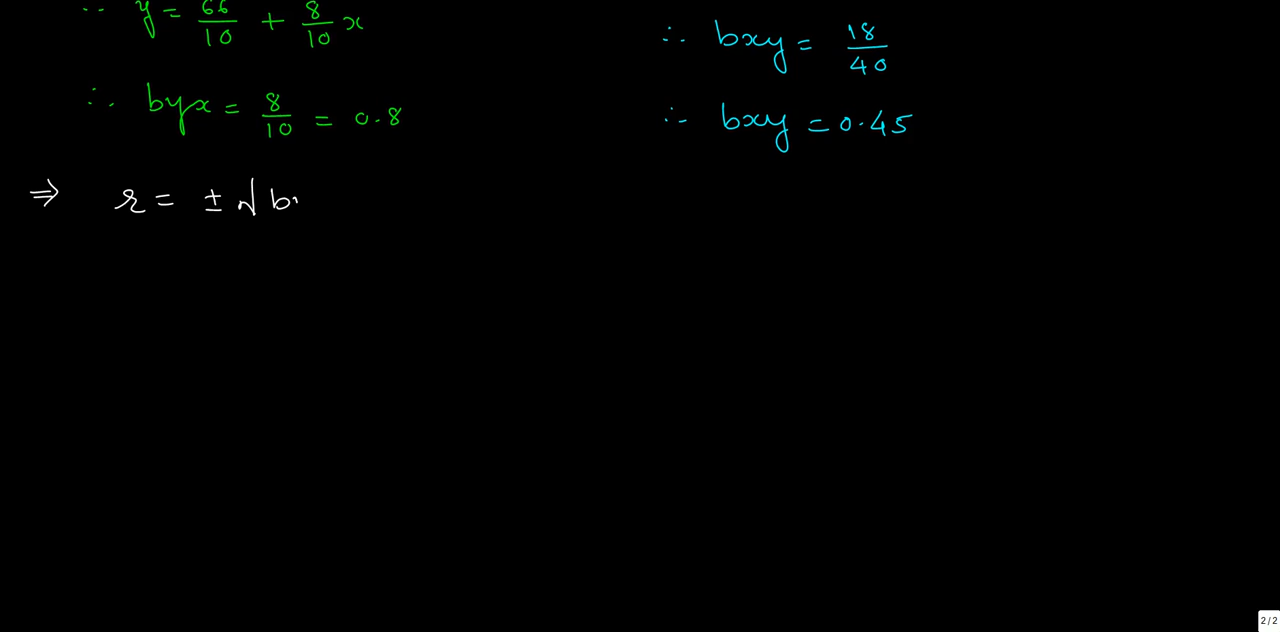 ∴ y = 66/10 + 8/10 x
∴ byx = 8/10 = 0.8
∴ bxy = 18/40
∴ bxy = 0.45
⇒ r = ± √b
2/2